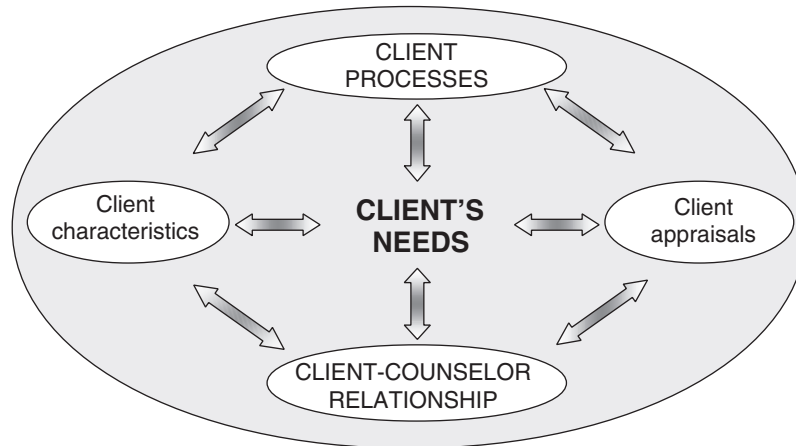 CLIENT
PROCESSES
Client
characteristics
CLIENT'S
NEEDS
Client
appraisals
CLIENT-COUNSELOR
RELATIONSHIP